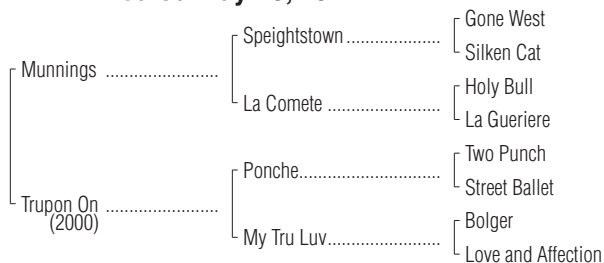 Gone West
Speightstown
Silken Cat
Munnings
Holy Bull
La Comete
La Gueriere
Two Punch
Ponche
Street Ballet
Trupon On
(2000)
Bolger
My Tru Luv
Love and Affection